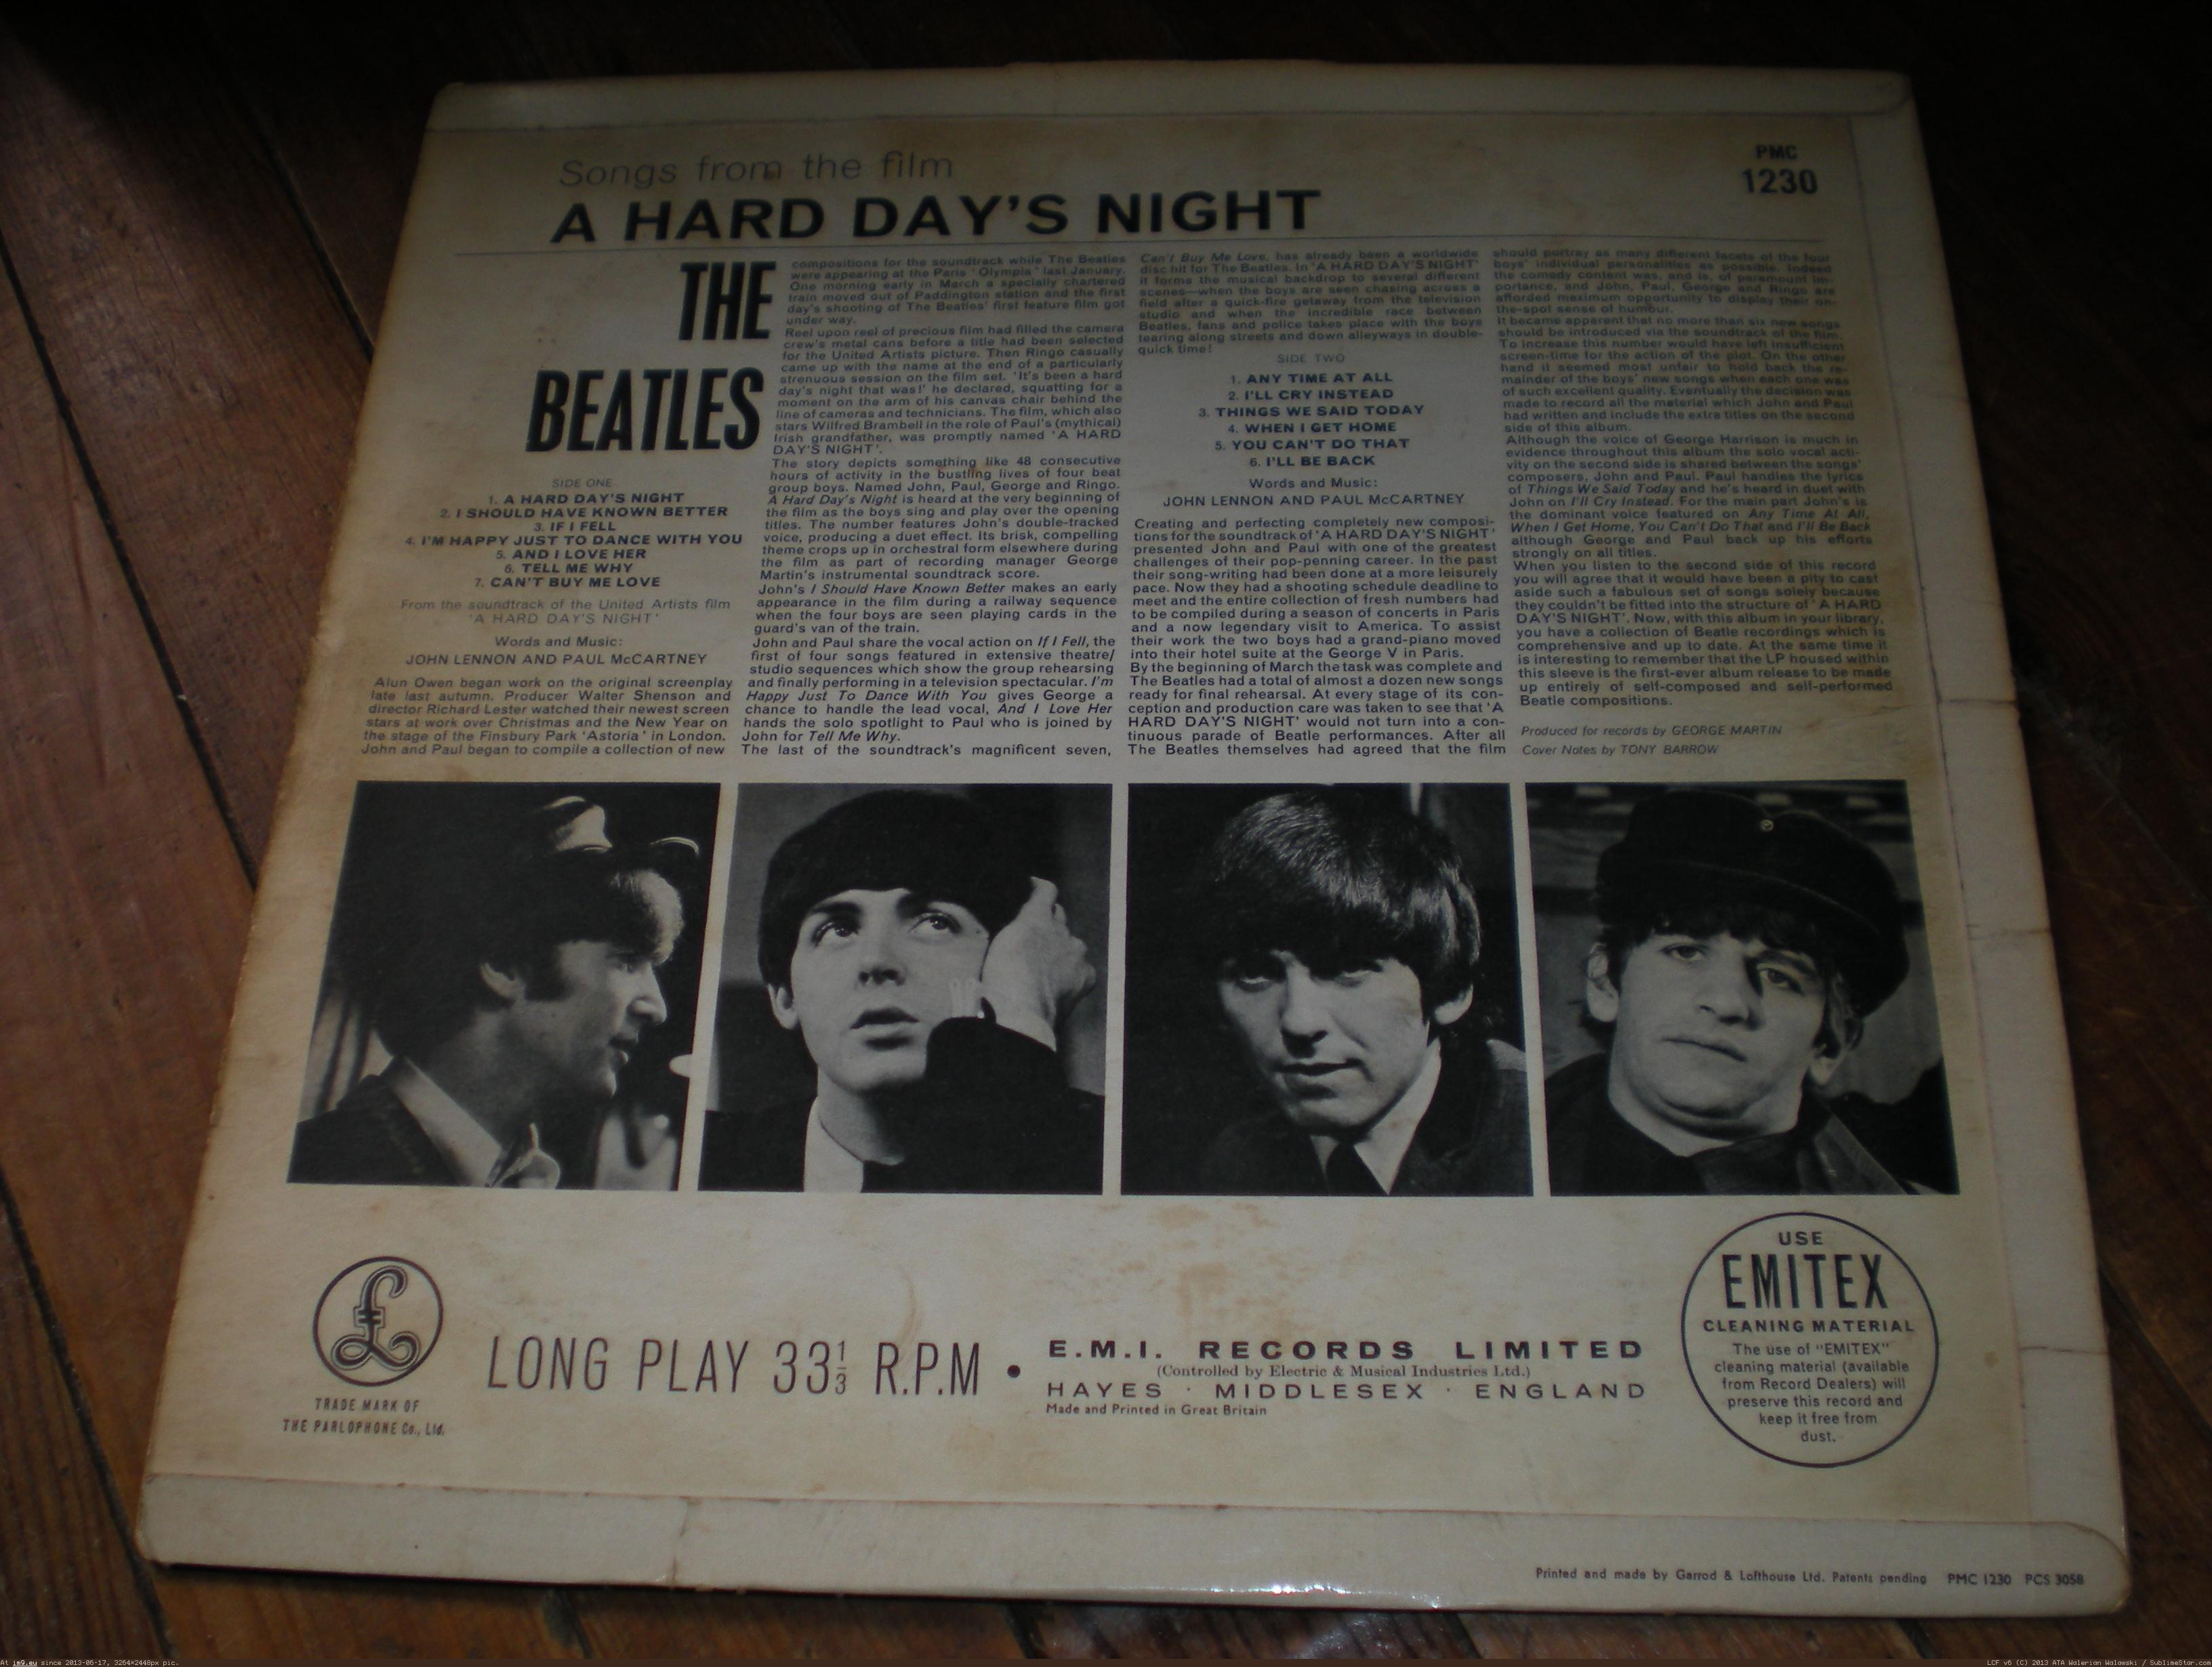 Songs from the film
A HARD DAY'S NIGHT
PMC
1230
THE
BEATLES
SIDE ONE
1. A HARD DAY'S NIGHT
2. I SHOULD HAVE KNOWN BETTER
3. IF I FELL
4. I'M HAPPY JUST TO DANCE WITH YOU
5. AND I LOVE HER
6. TELL ME WHY
7. CAN'T BUY ME LOVE
From the soundtrack of the United Artists film
'A HARD DAY'S NIGHT'
Words and Music:
JOHN LENNON AND PAUL McCARTNEY
Alun Owen began work on the original screenplay
late last autumn. Producer Walter Shenson and
director Richard Lester watched their newest screen
stars at work over Christmas and the New Year on
the stage of the Finsbury Park 'Astoria' in London.
John and Paul began to compile a collection of new
compositions for the soundtrack while The Beatles
were appearing at the Paris 'Olympia' last January.
One morning early in March a specially chartered
train moved out of Paddington station and the first
day's shooting of The Beatles' first feature film got
under way.
Reel upon reel of precious film had filled the camera
crew's metal cans before a title had been selected
for the United Artists picture. Then Ringo casually
came up with the name at the end of a particularly
strenuous session on the film set. 'It's been a hard
day's night that was!' he declared, squatting for a
moment on the arm of his canvas chair behind the
line of cameras and technicians. The film, which also
stars Wilfred Brambell in the role of Paul's (mythical)
Irish grandfather, was promptly named 'A HARD
DAY'S NIGHT'.
The story depicts something like 48 consecutive
hours of activity in the bustling lives of four beat
group boys. Named John, Paul, George and Ringo.
A Hard Day's Night is heard at the very beginning of
the film as the boys sing and play over the opening
titles. The number features John's double-tracked
voice, producing a duet effect. Its brisk, compelling
theme crops up in orchestral form elsewhere during
the film as part of recording manager George
Martin's instrumental soundtrack score.
John's I Should Have Known Better makes an early
appearance in the film during a railway sequence
when the four boys are seen playing cards in the
guard's van of the train.
John and Paul share the vocal action on If I Fell, the
first of four songs featured in extensive theatre/
studio sequences which show the group rehearsing
and finally performing in a television spectacular. I'm
Happy Just To Dance With You gives George a
chance to handle the lead vocal, And I Love Her
hands the solo spotlight to Paul who is joined by
John for Tell Me Why.
The last of the soundtrack's magnificent seven,
Can't Buy Me Love, has already been a worldwide
disc hit for The Beatles. In 'A HARD DAY'S NIGHT'
it forms the musical backdrop to several different
scenes—when the boys are seen chasing across a
field after a quick-fire getaway from the television
studio and when the incredible race between
Beatles, fans and police takes place with the boys
tearing along streets and down alleyways in double-
quick time!
SIDE TWO
1. ANY TIME AT ALL
2. I'LL CRY INSTEAD
3. THINGS WE SAID TODAY
4. WHEN I GET HOME
5. YOU CAN'T DO THAT
6. I'LL BE BACK
Words and Music:
JOHN LENNON AND PAUL McCARTNEY
Creating and perfecting completely new composi-
tions for the soundtrack of 'A HARD DAY'S NIGHT'
presented John and Paul with one of the greatest
challenges of their pop-penning career. In the past
their song-writing had been done at a more leisurely
pace. Now they had a shooting schedule deadline to
meet and the entire collection of fresh numbers had
to be compiled during a season of concerts in Paris
and a now legendary visit to America. To assist
their work the two boys had a grand-piano moved
into their hotel suite at the George V in Paris.
By the beginning of March the task was complete and
The Beatles had a total of almost a dozen new songs
ready for final rehearsal. At every stage of its con-
ception and production care was taken to see that 'A
HARD DAY'S NIGHT' would not turn into a con-
tinuous parade of Beatle performances. After all
The Beatles themselves had agreed that the film
should portray as many different facets of the four
boys' individual personalities as possible. Indeed
the comedy content was, and is, of paramount im-
portance, and John, Paul, George and Ringo are
afforded maximum opportunity to display their on-
the-spot sense of humour.
It became apparent that no more than six new songs
should be introduced via the soundtrack of the film.
To increase this number would have left insufficient
screen-time for the action of the plot. On the other
hand it seemed most unfair to hold back the re-
mainder of the boys' new songs when each one was
of such excellent quality. Eventually the decision was
made to record all the material which John and Paul
had written and include the extra titles on the second
side of this album.
Although the voice of George Harrison is much in
evidence throughout this album the solo vocal acti-
vity on the second side is shared between the songs'
composers, John and Paul. Paul handles the lyrics
of Things We Said Today and he's heard in duet with
John on I'll Cry Instead. For the main part John's is
the dominant voice featured on Any Time At All,
When I Get Home, You Can't Do That and I'll Be Back
although George and Paul back up his efforts
strongly on all titles.
When you listen to the second side of this record
you will agree that it would have been a pity to cast
aside such a fabulous set of songs solely because
they couldn't be fitted into the structure of 'A HARD
DAY'S NIGHT'. Now, with this album in your library,
you have a collection of Beatle recordings which is
comprehensive and up to date. At the same time it
is interesting to remember that the LP housed within
this sleeve is the first-ever album release to be made
up entirely of self-composed and self-performed
Beatle compositions.
Produced for records by GEORGE MARTIN
Cover Notes by TONY BARROW
£
TRADE MARK OF
THE PARLOPHONE Co., Ltd.
LONG PLAY 33⅓ R.P.M •
E.M.I. RECORDS LIMITED
(Controlled by Electric & Musical Industries Ltd.)
HAYES · MIDDLESEX · ENGLAND
Made and Printed in Great Britain
USE
EMITEX
CLEANING MATERIAL
The use of "EMITEX"
cleaning material (available
from Record Dealers) will
preserve this record and
keep it free from
dust.
Printed and made by Garrod & Lofthouse Ltd. Patents pending PMC 1230 PCS 3058
At im9.eu since 2013-06-17, 3264×2448px pic.
LCF v6 (C) 2013 ATA Walerian Walawski / SublimeStar.com